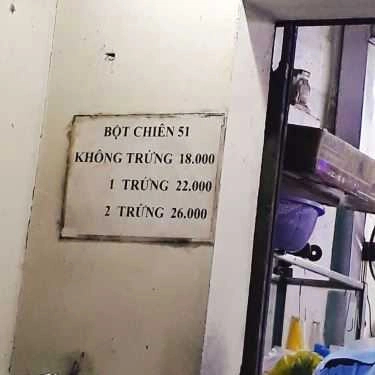 BỘT CHIÊN 51
KHÔNG TRỨNG 18.000
1 TRỨNG 22.000
2 TRỨNG 26.000